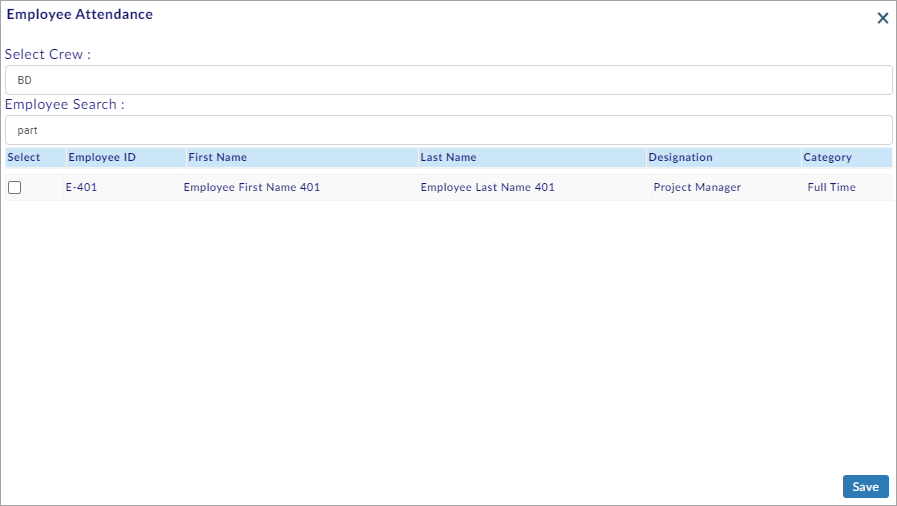 Employee Attendance
Select Crew :
BD
Employee Search :
part
Select Employee ID First Name Last Name Designation Category
E-401 Employee First Name 401 Employee Last Name 401 Project Manager Full Time
Save